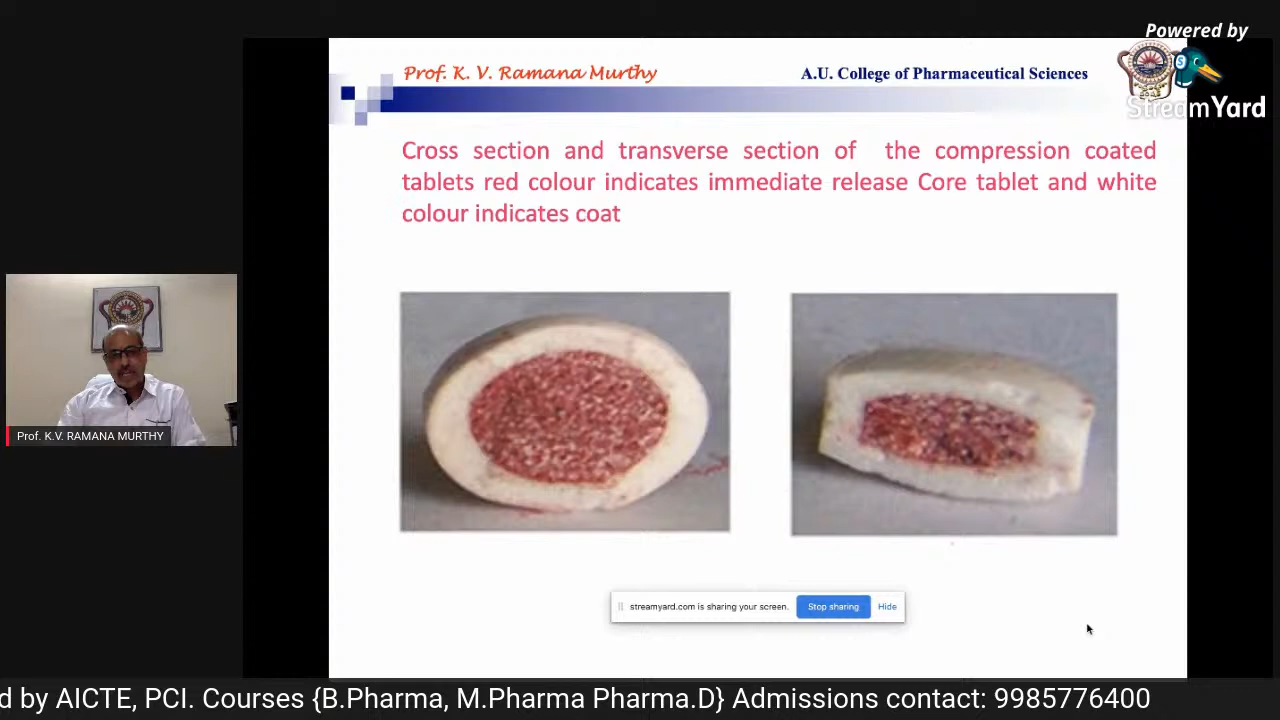 Powered by
Prof. K. V. Ramana Murthy
A.U. College of Pharmaceutical Sciences
StreamYard
Cross section and transverse section of the compression coated
tablets red colour indicates immediate release Core tablet and white
colour indicates coat
Prof. K.V. RAMANA MURTHY
streamyard.com is sharing your screen.
Stop sharing
Hide
d by AICTE, PCI. Courses {B.Pharma, M.Pharma Pharma.D} Admissions contact: 9985776400